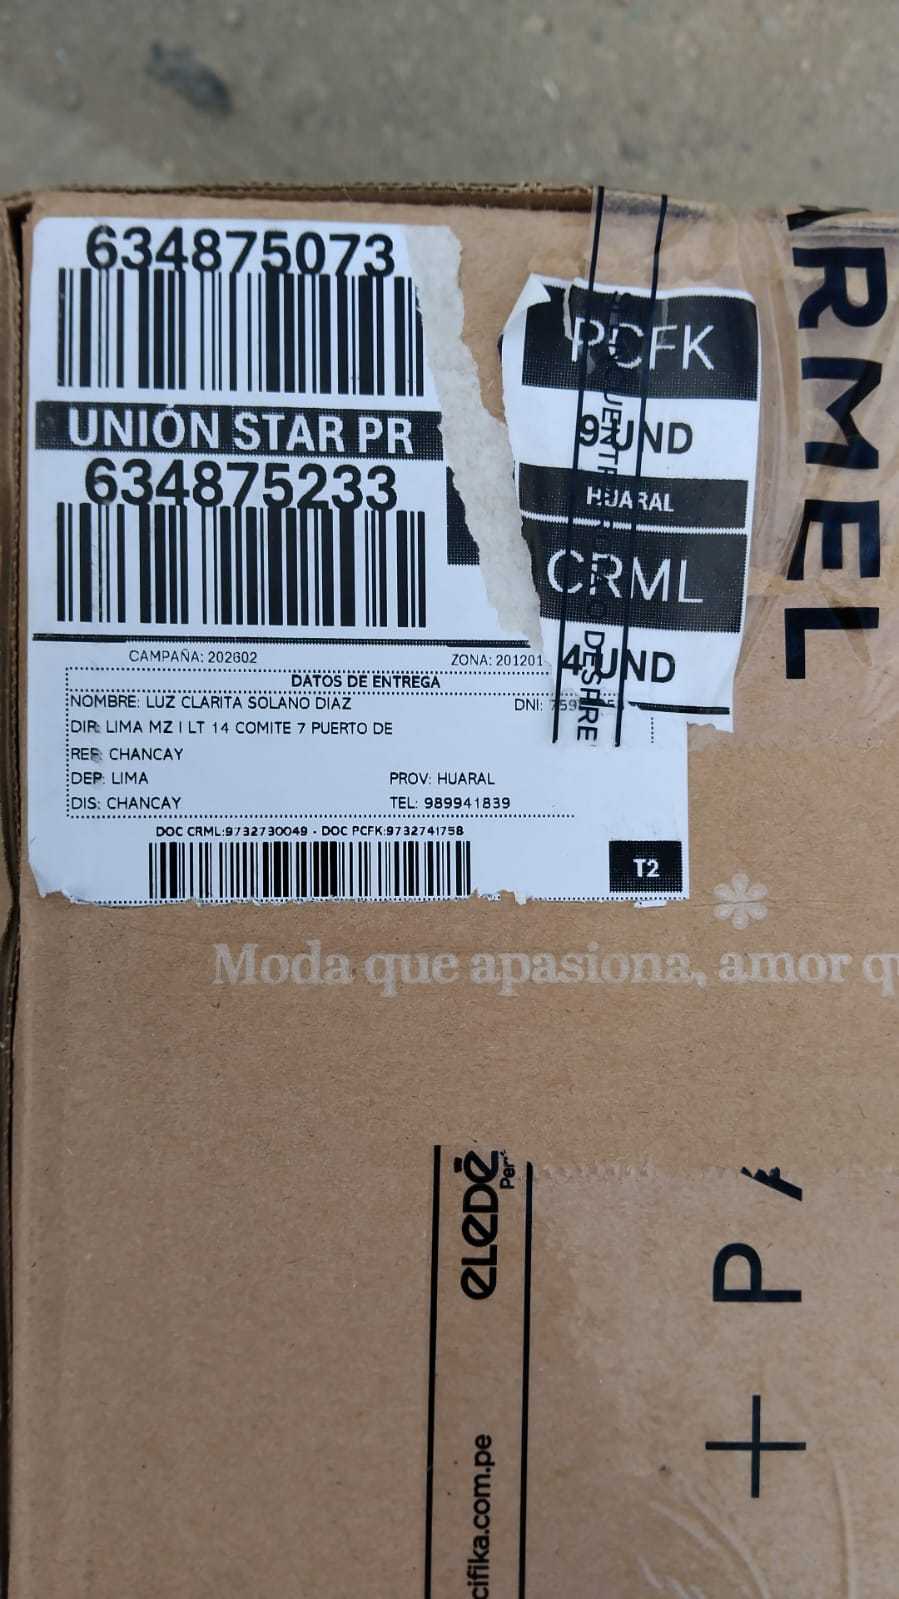 634875073
UNIÓN STAR PR
634875233
PCFK
9 UND
HUARAL
CRML
4 UND
CAMPAÑA: 202602
ZONA: 201201
DATOS DE ENTREGA
NOMBRE: LUZ CLARITA SOLANO DIAZ
DNI:
DIR: LIMA MZ I LT 14 COMITE 7 PUERTO DE
REF: CHANCAY
DEP: LIMA
PROV: HUARAL
DIS: CHANCAY
TEL: 989941839
DOC CRML:9732730049 - DOC PCFK:9732741758
T2
ARMEL
Moda que apasiona, amor q
eLeDé
Per
cifika.com.pe
+ P